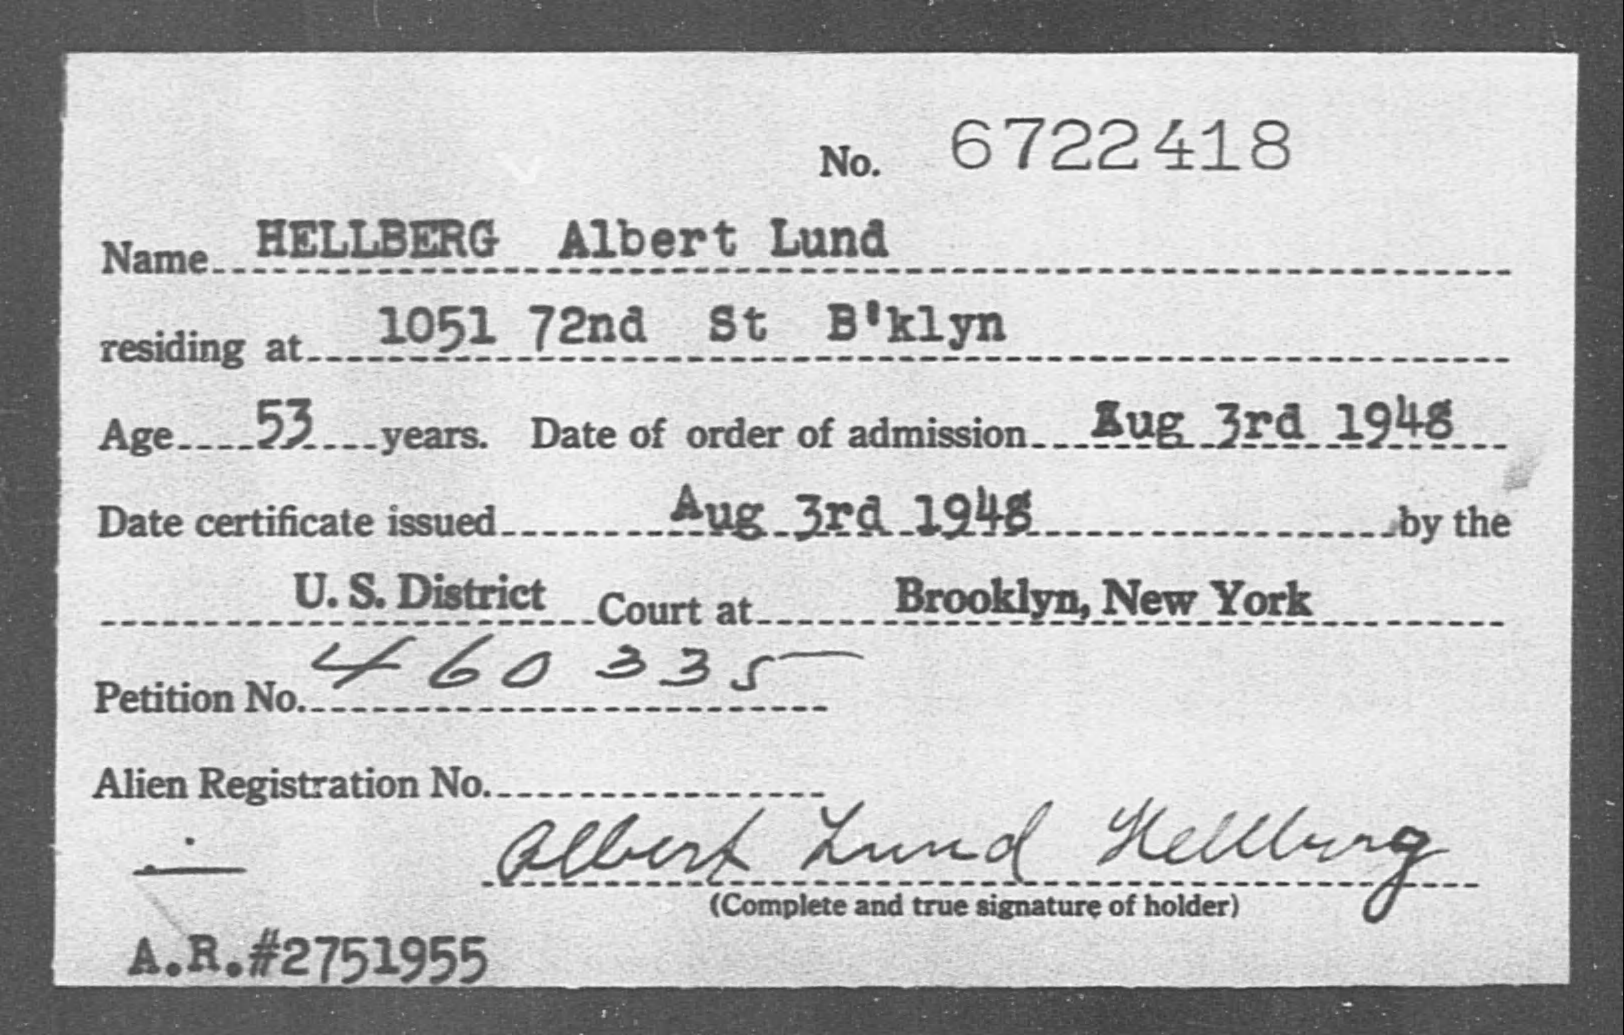 No. 6722418
Name HELLBERG Albert Lund
residing at 1051 72nd St B'klyn
Age 53 years. Date of order of admission Aug 3rd 1948
Date certificate issued Aug 3rd 1948 by the
U. S. District Court at Brooklyn, New York
Petition No. 460335
Alien Registration No.
Albert Lund Hellberg
(Complete and true signature of holder)
A.R.#2751955